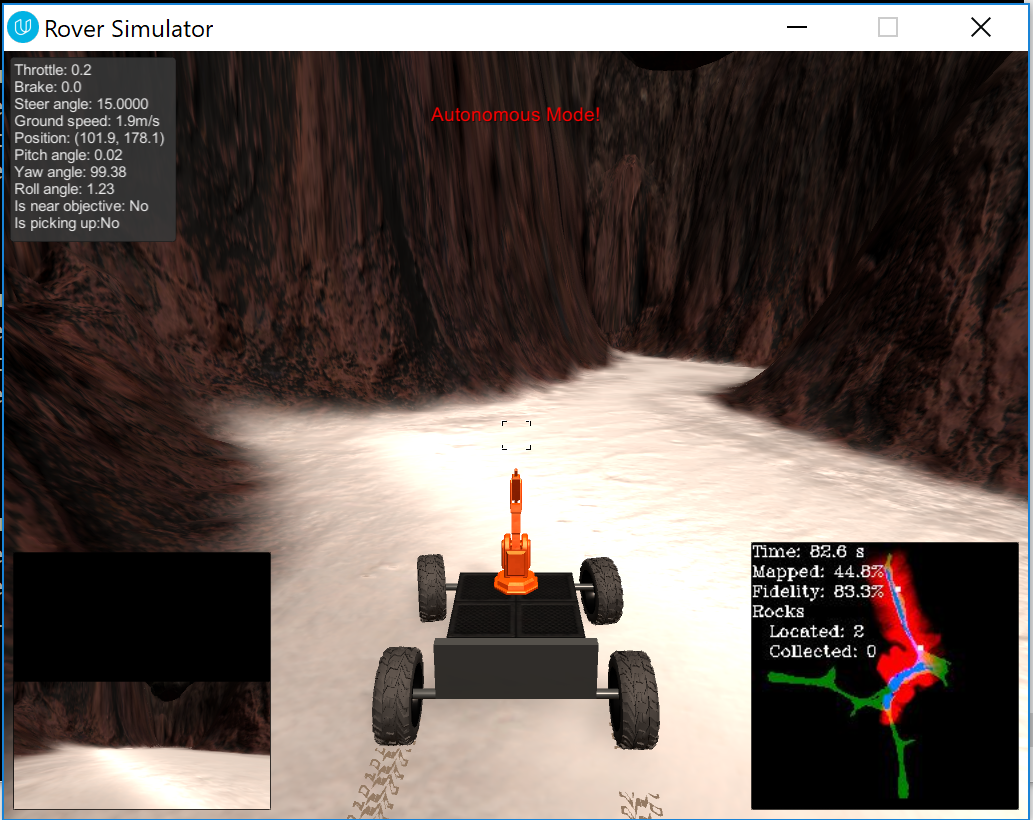 Rover Simulator
Throttle: 0.2
Brake: 0.0
Steer angle: 15.0000
Ground speed: 1.9m/s
Position: (101.9, 178.1)
Pitch angle: 0.02
Yaw angle: 99.38
Roll angle: 1.23
Is near objective: No
Is picking up:No
Autonomous Mode!
Time: 82.6 s
Mapped: 44.8%
Fidelity: 83.3%
Rocks
Located: 2
Collected: 0